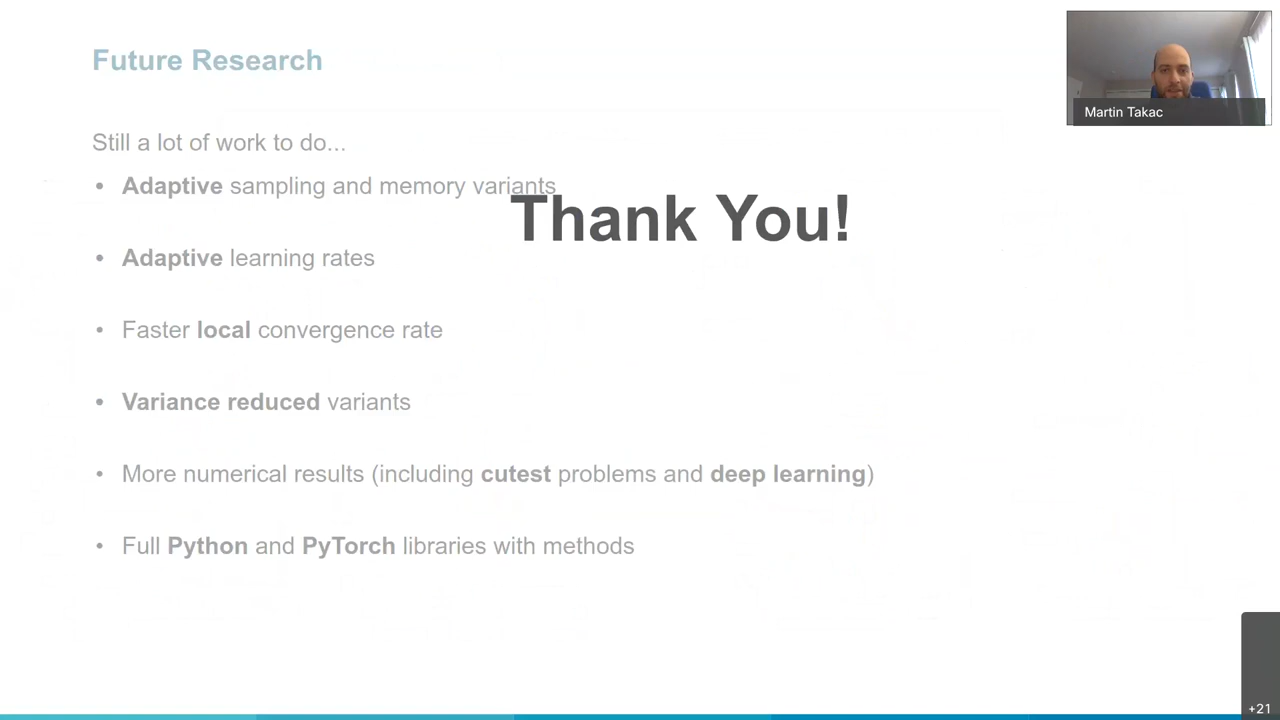 Future Research
Martin Takac
Still a lot of work to do...
• Adaptive sampling and memory variants
Thank You!
• Adaptive learning rates
• Faster local convergence rate
• Variance reduced variants
• More numerical results (including cutest problems and deep learning)
• Full Python and PyTorch libraries with methods
+21